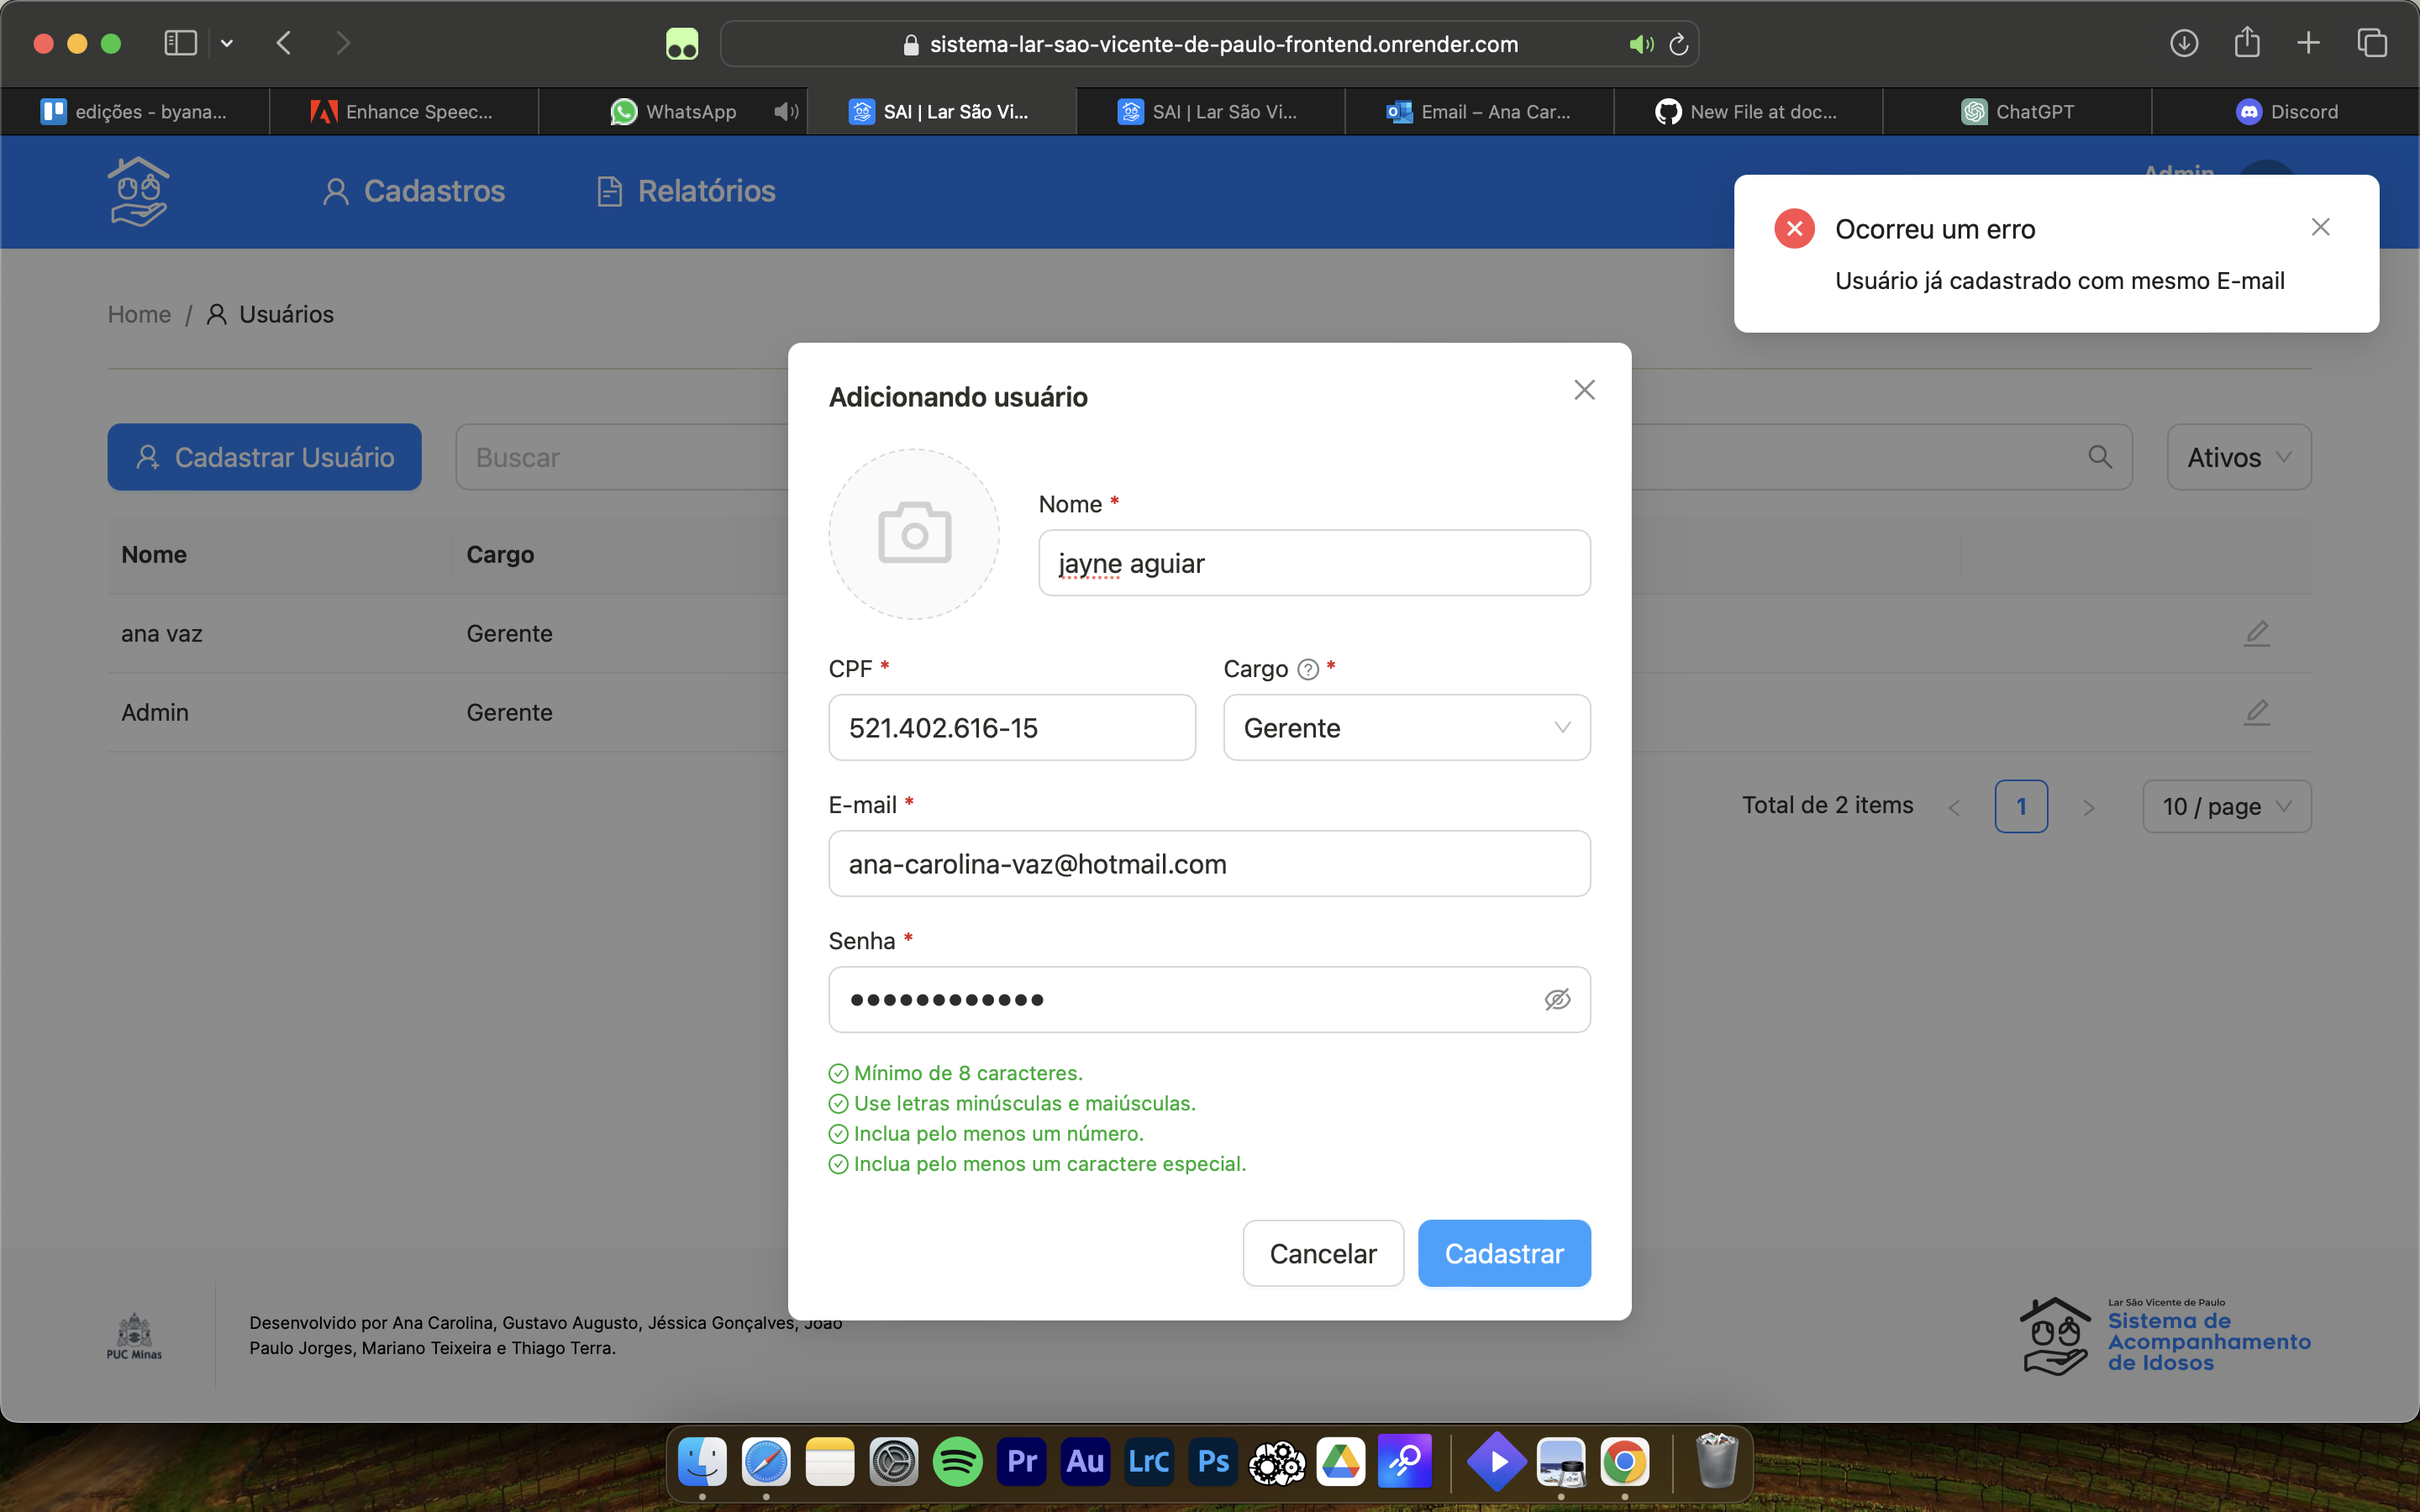 sistema-lar-sao-vicente-de-paulo-frontend.onrender.com
edições - byana...
Enhance Speec...
WhatsApp
SAI | Lar São Vi...
SAI | Lar São Vi...
Email – Ana Car...
New File at doc...
ChatGPT
Discord
Cadastros
Relatórios
Admin
Ocorreu um erro
Usuário já cadastrado com mesmo E-mail
Home / Usuários
Adicionando usuário
Cadastrar Usuário
Buscar
Ativos
Nome *
jayne aguiar
Nome
Cargo
ana vaz
Gerente
Admin
Gerente
CPF *
Cargo *
521.402.616-15
Gerente
E-mail *
ana-carolina-vaz@hotmail.com
Total de 2 items
1
10 / page
Senha *
Mínimo de 8 caracteres.
Use letras minúsculas e maiúsculas.
Inclua pelo menos um número.
Inclua pelo menos um caractere especial.
Cancelar
Cadastrar
PUC Minas
Desenvolvido por Ana Carolina, Gustavo Augusto, Jéssica Gonçalves, João
Paulo Jorges, Mariano Teixeira e Thiago Terra.
Lar São Vicente de Paulo
Sistema de
Acompanhamento
de Idosos
Pr
Au
LrC
Ps